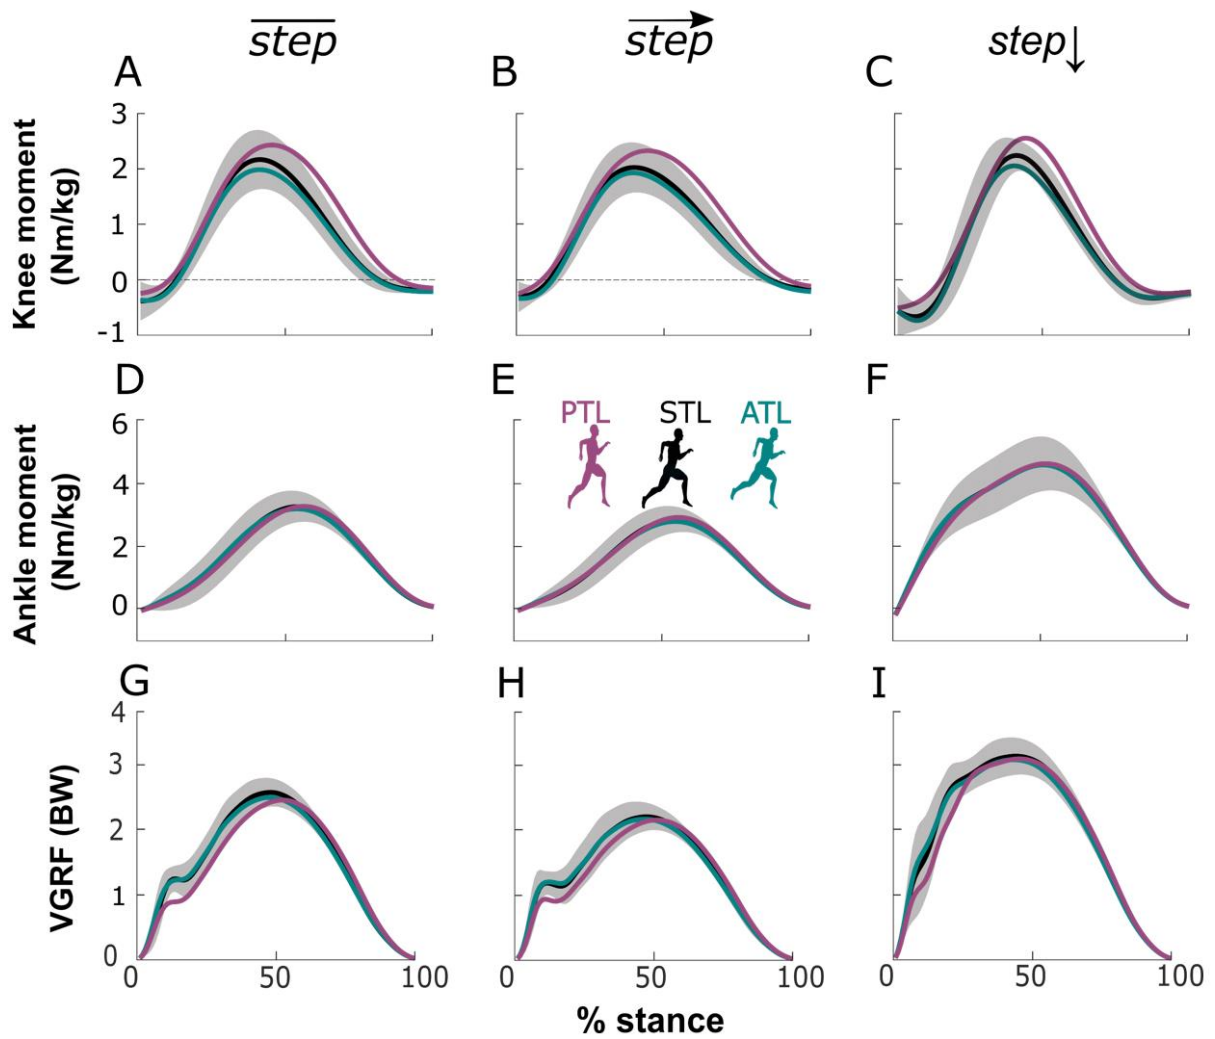 step step step↓
A B C
Knee moment
(Nm/kg)
3
2
1
0
-1
D E F
PTL STL ATL
Ankle moment
(Nm/kg)
6
4
2
0
G H I
VGRF (BW)
4
3
2
1
0
0 50 100 0 50 100 0 50 100
% stance